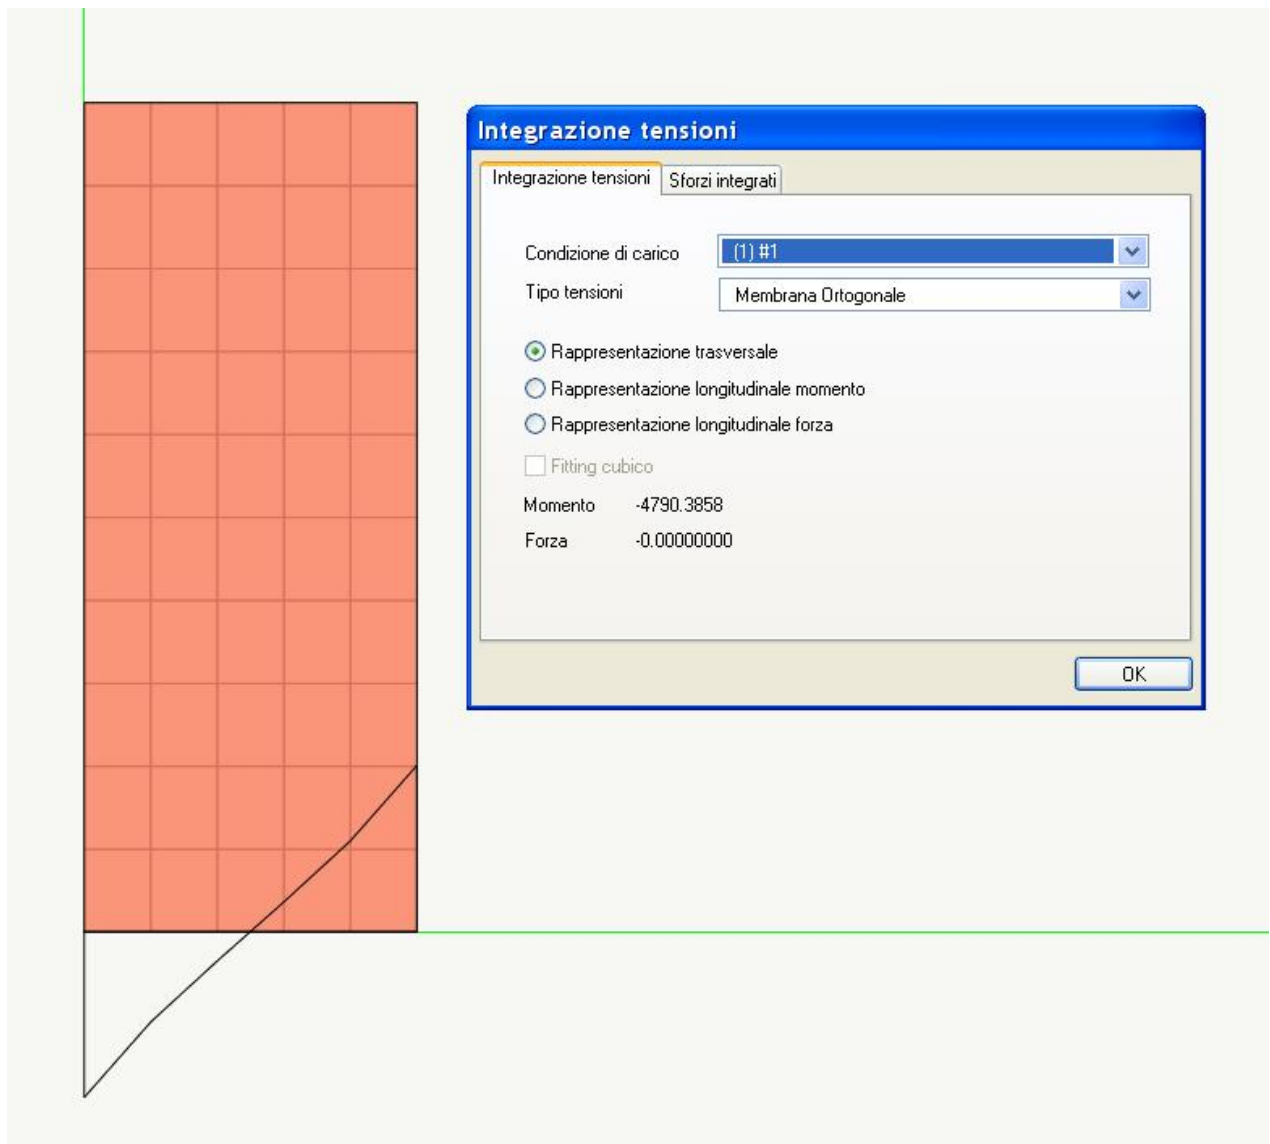 Integrazione tensioni
Integrazione tensioni Sforzi integrati
Condizione di carico (1) #1
Tipo tensioni Membrana Ortogonale
Rappresentazione trasversale
Rappresentazione longitudinale momento
Rappresentazione longitudinale forza
Fitting cubico
Momento -4790.3858
Forza -0.00000000
OK